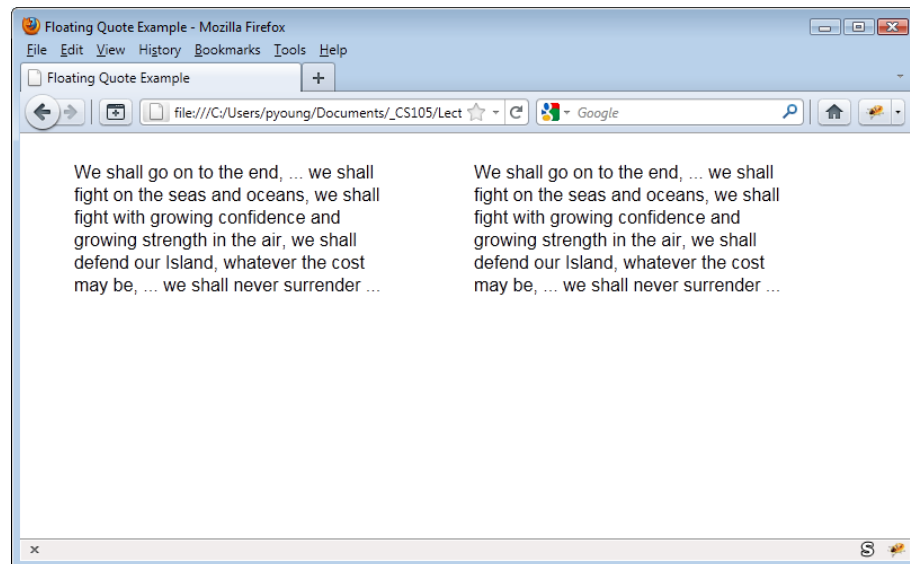 Floating Quote Example - Mozilla Firefox
File Edit View History Bookmarks Tools Help
Floating Quote Example
file:///C:/Users/pyoung/Documents/_CS105/Lect
Google
We shall go on to the end, ... we shall
fight on the seas and oceans, we shall
fight with growing confidence and
growing strength in the air, we shall
defend our Island, whatever the cost
may be, ... we shall never surrender ...
We shall go on to the end, ... we shall
fight on the seas and oceans, we shall
fight with growing confidence and
growing strength in the air, we shall
defend our Island, whatever the cost
may be, ... we shall never surrender ...